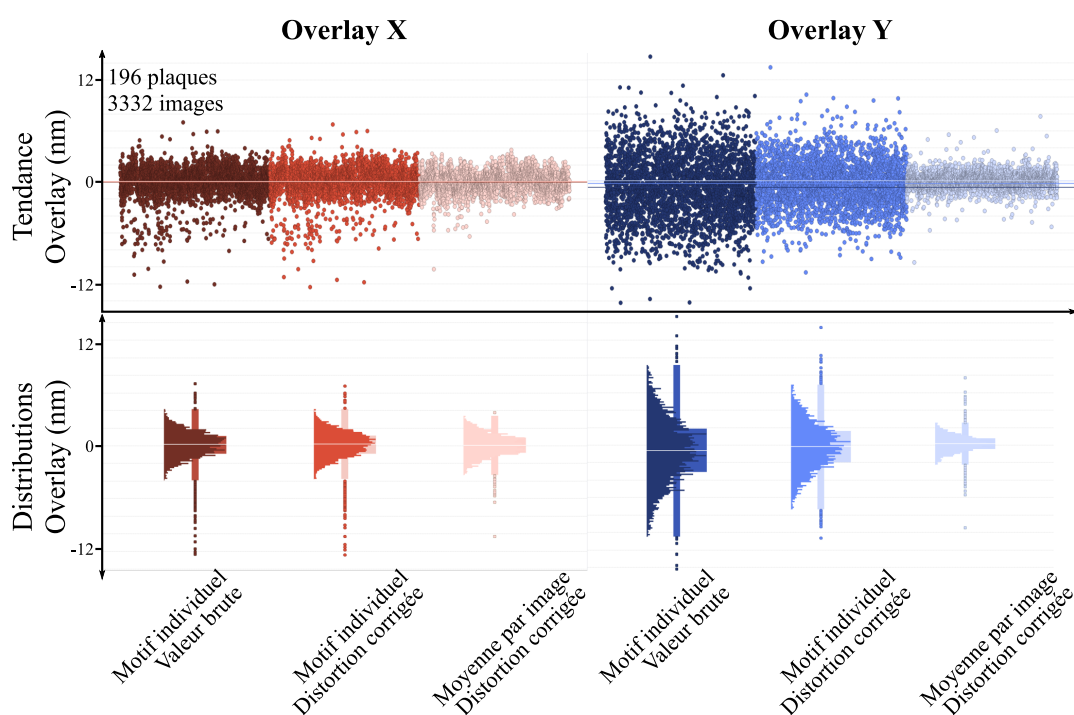 Overlay X
Overlay Y
196 plaques
3332 images
Tendance
Overlay (nm)
12
0
-12
Distributions
Overlay (nm)
12
0
-12
Motif individuel
Valeur brute
Motif individuel
Distortion corrigée
Moyenne par image
Distortion corrigée
Motif individuel
Valeur brute
Motif individuel
Distortion corrigée
Moyenne par image
Distortion corrigée